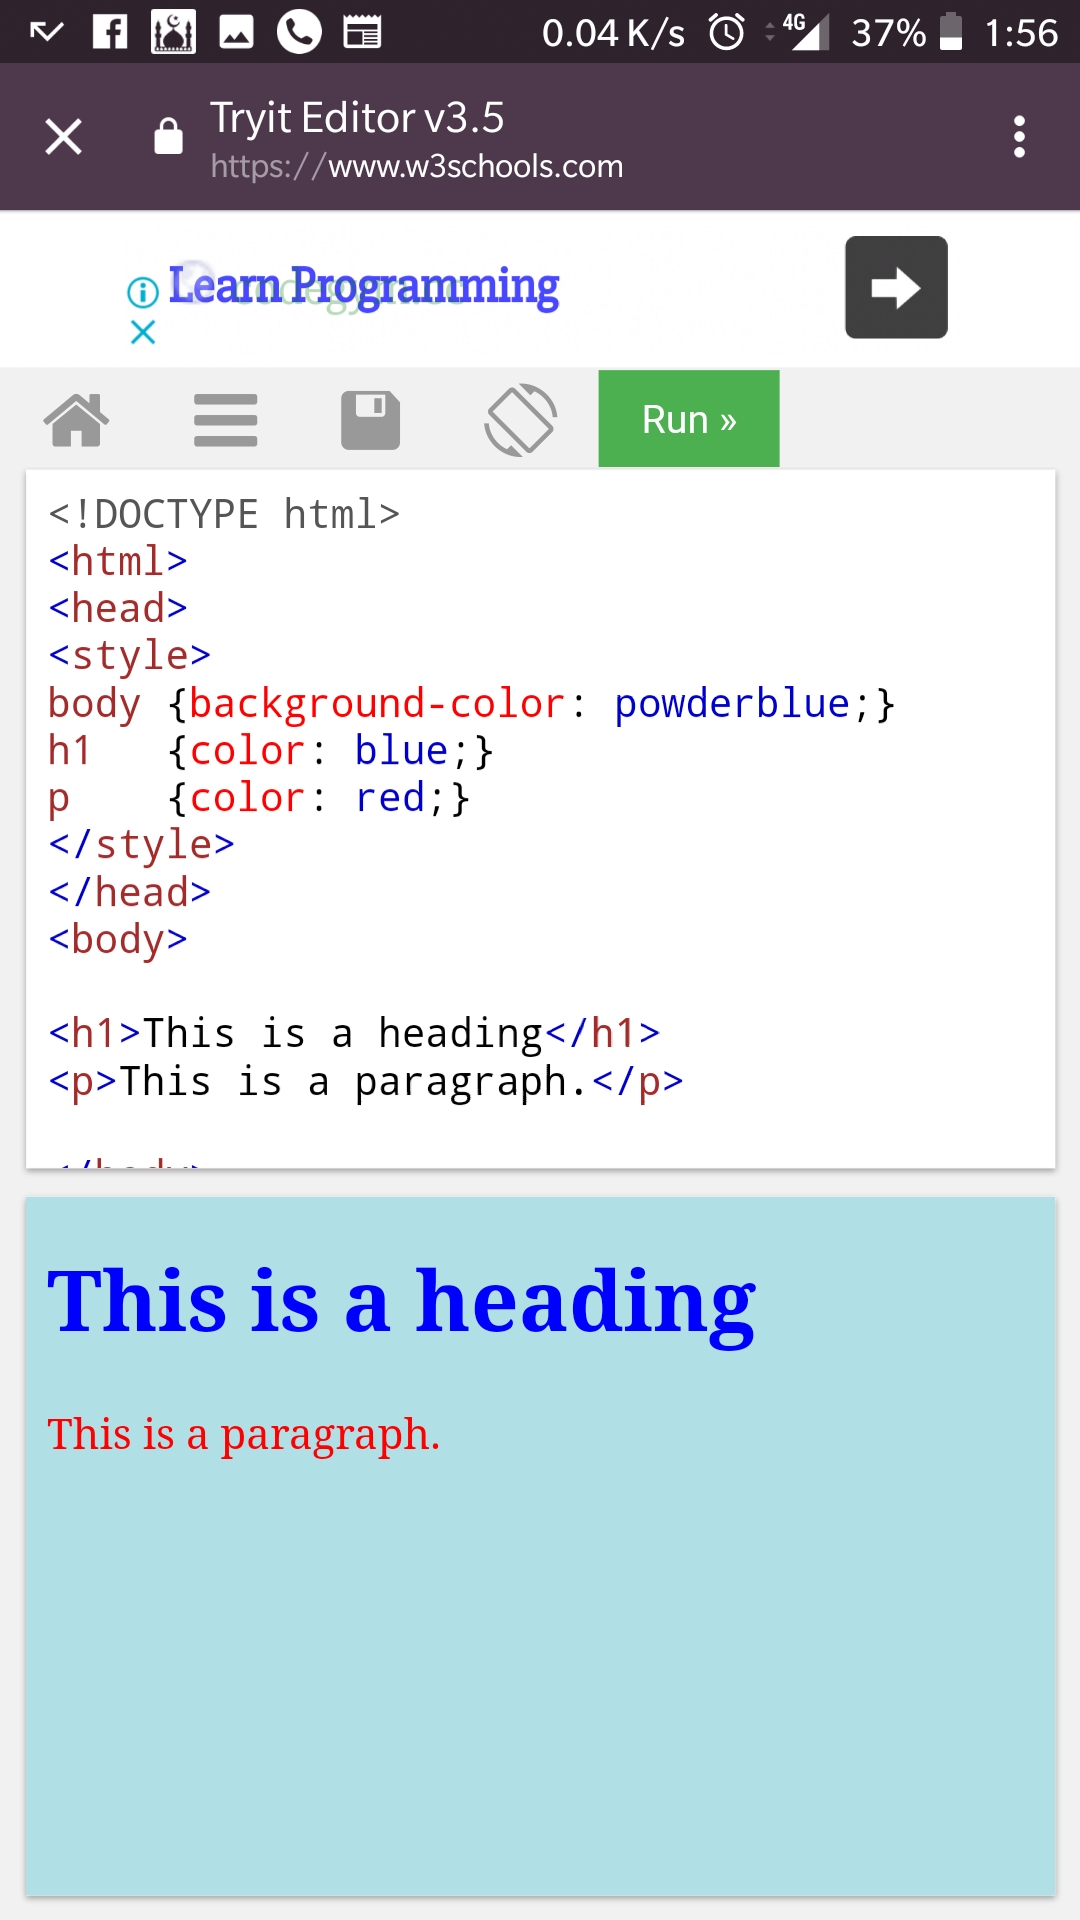 0.04 K/s 4G 37% 1:56
Tryit Editor v3.5
https://www.w3schools.com
Learn Programming
Run »
<!DOCTYPE html>
<html>
<head>
<style>
body {background-color: powderblue;}
h1   {color: blue;}
p    {color: red;}
</style>
</head>
<body>
<h1>This is a heading</h1>
<p>This is a paragraph.</p>
This is a heading
This is a paragraph.